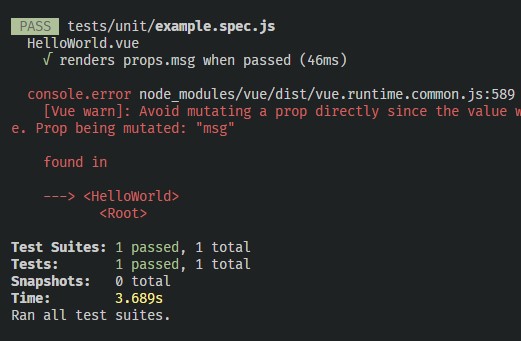 PASS tests/unit/example.spec.js
HelloWorld.vue
√ renders props.msg when passed (46ms)
console.error node_modules/vue/dist/vue.runtime.common.js:589
[Vue warn]: Avoid mutating a prop directly since the value w
e. Prop being mutated: "msg"
found in
---> <HelloWorld>
<Root>
Test Suites: 1 passed, 1 total
Tests: 1 passed, 1 total
Snapshots: 0 total
Time: 3.689s
Ran all test suites.